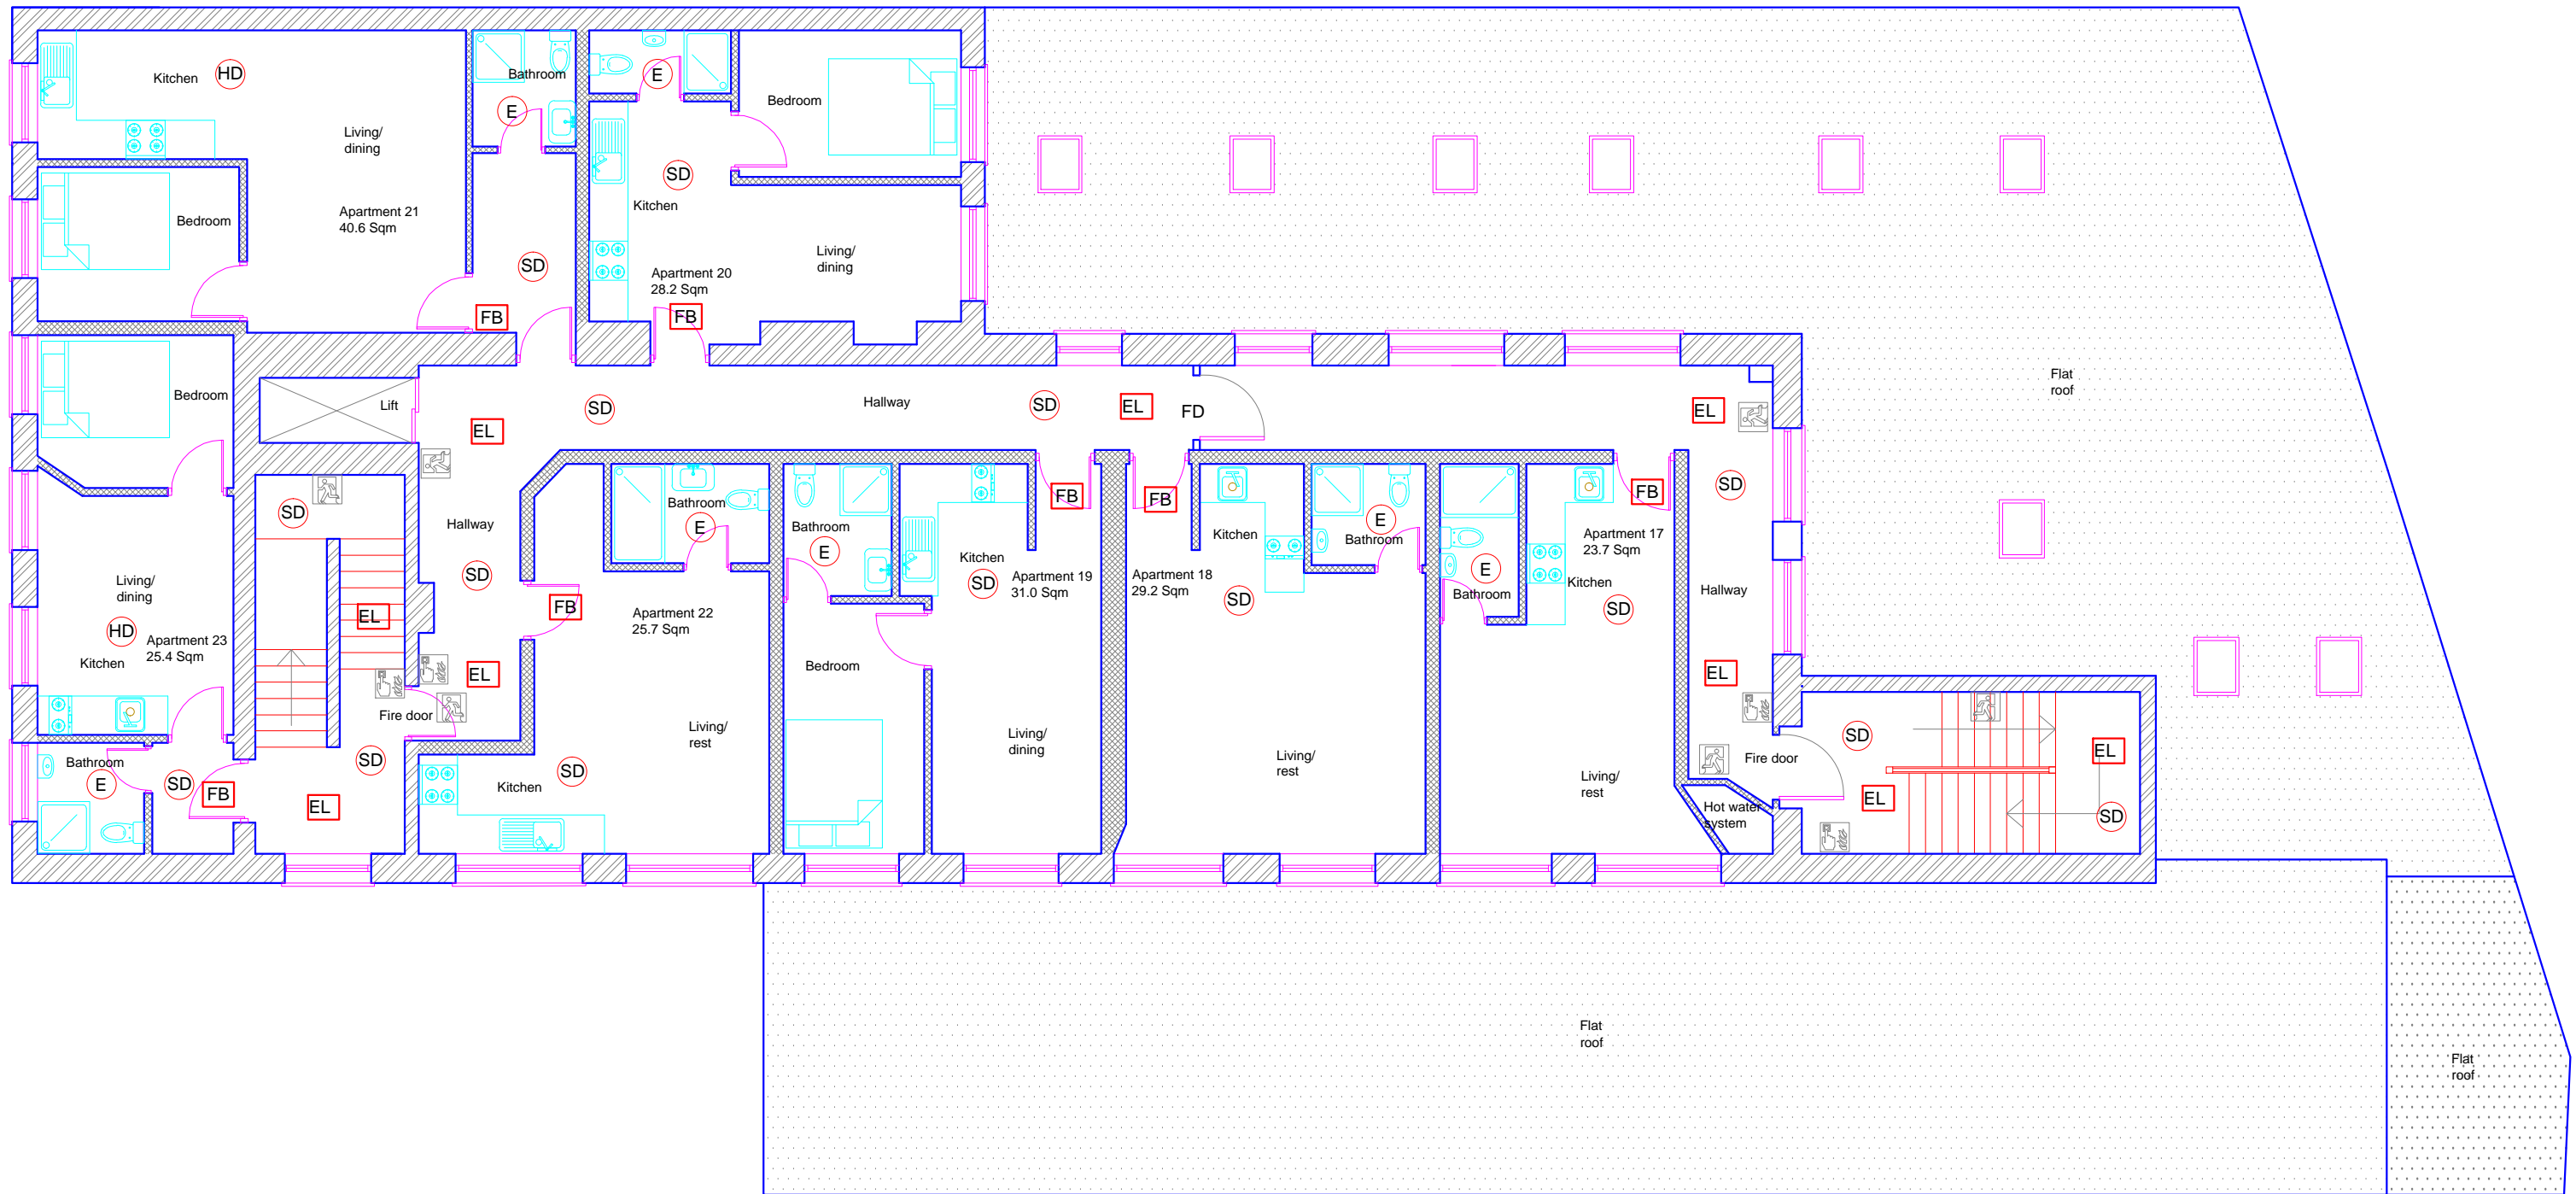 Kitchen
HD
Living/
dining
Bathroom
E
Bedroom
Apartment 21
40.6 Sqm
SD
FB
E
Bedroom
SD
Kitchen
Living/
dining
Apartment 20
28.2 Sqm
FB
Flat
roof
Bedroom
Lift
EL
SD
Hallway
SD
EL
FD
EL
SD
EL
Hallway
SD
FB
EL
Bathroom
E
Apartment 22
25.7 Sqm
Living/
rest
SD
Kitchen
Bathroom
E
Bedroom
Kitchen
SD
FB
Apartment 19
31.0 Sqm
Living/
dining
FB
Apartment 18
29.2 Sqm
Kitchen
SD
E
Bathroom
Living/
rest
E
Bathroom
FB
Apartment 17
23.7 Sqm
Kitchen
SD
Living/
rest
SD
Hallway
EL
Fire door
Hot water
system
SD
EL
EL
SD
Living/
dining
HD
Apartment 23
25.4 Sqm
Kitchen
Bathroom
E
SD
FB
Fire door
SD
EL
Flat
roof
Flat
roof